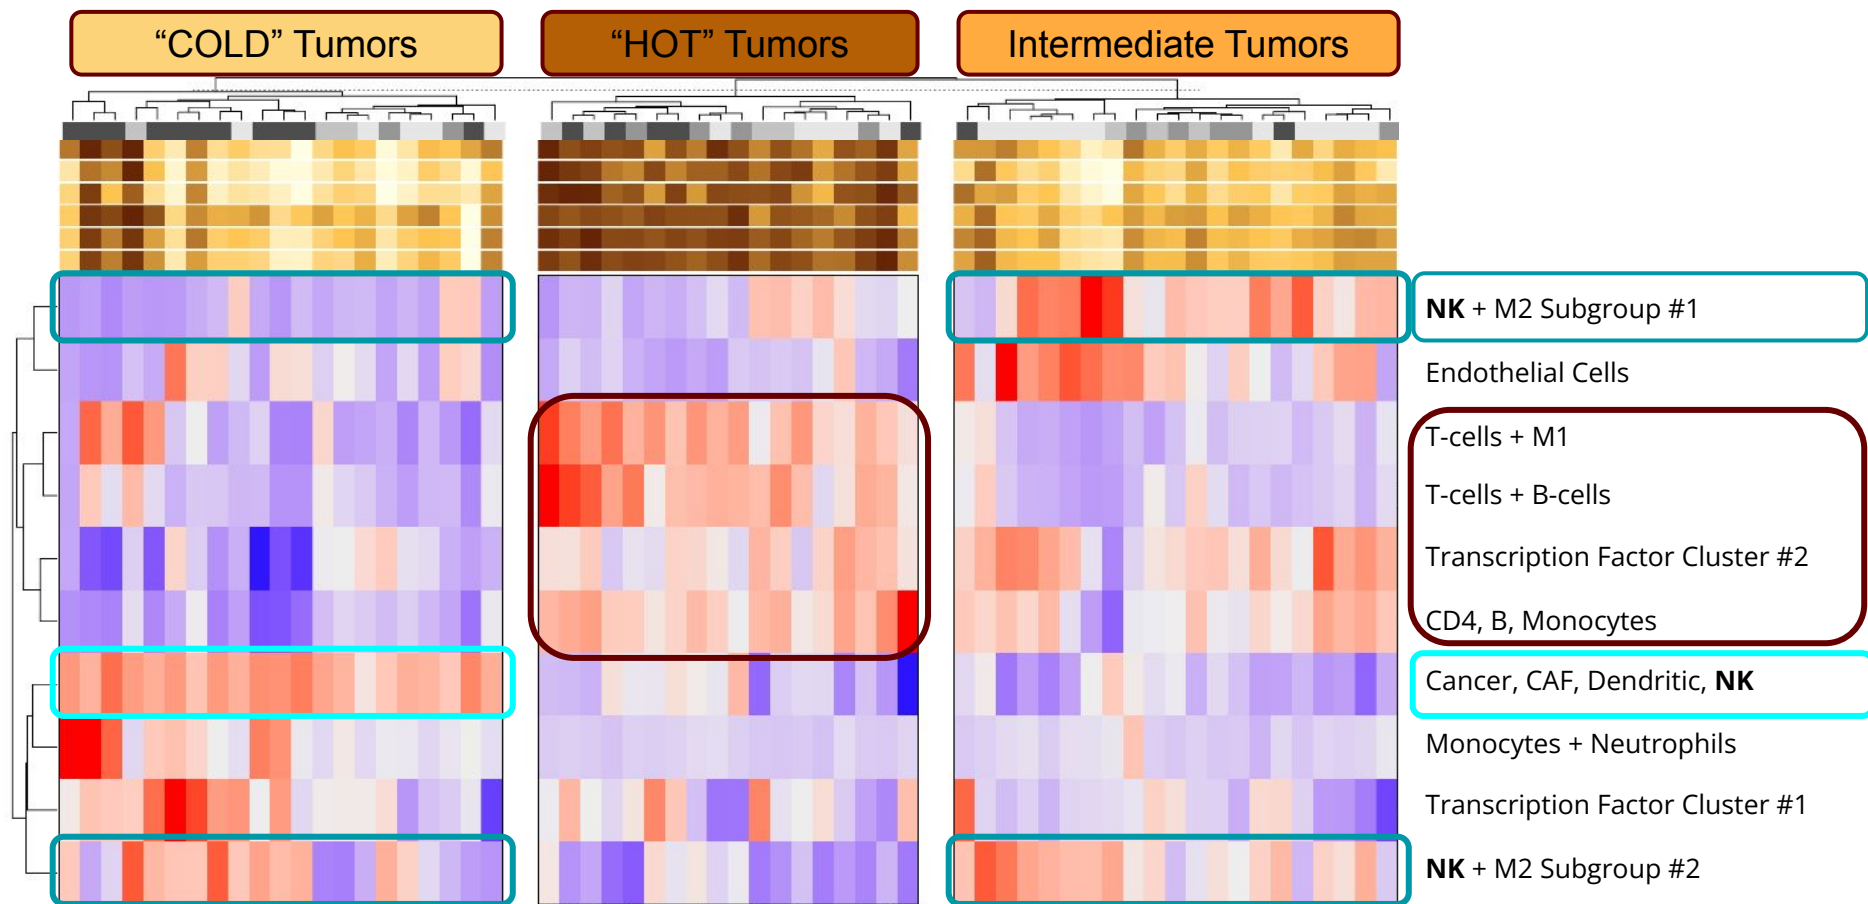 “COLD” Tumors
“HOT” Tumors
Intermediate Tumors
NK + M2 Subgroup #1
Endothelial Cells
T-cells + M1
T-cells + B-cells
Transcription Factor Cluster #2
CD4, B, Monocytes
Cancer, CAF, Dendritic, NK
Monocytes + Neutrophils
Transcription Factor Cluster #1
NK + M2 Subgroup #2